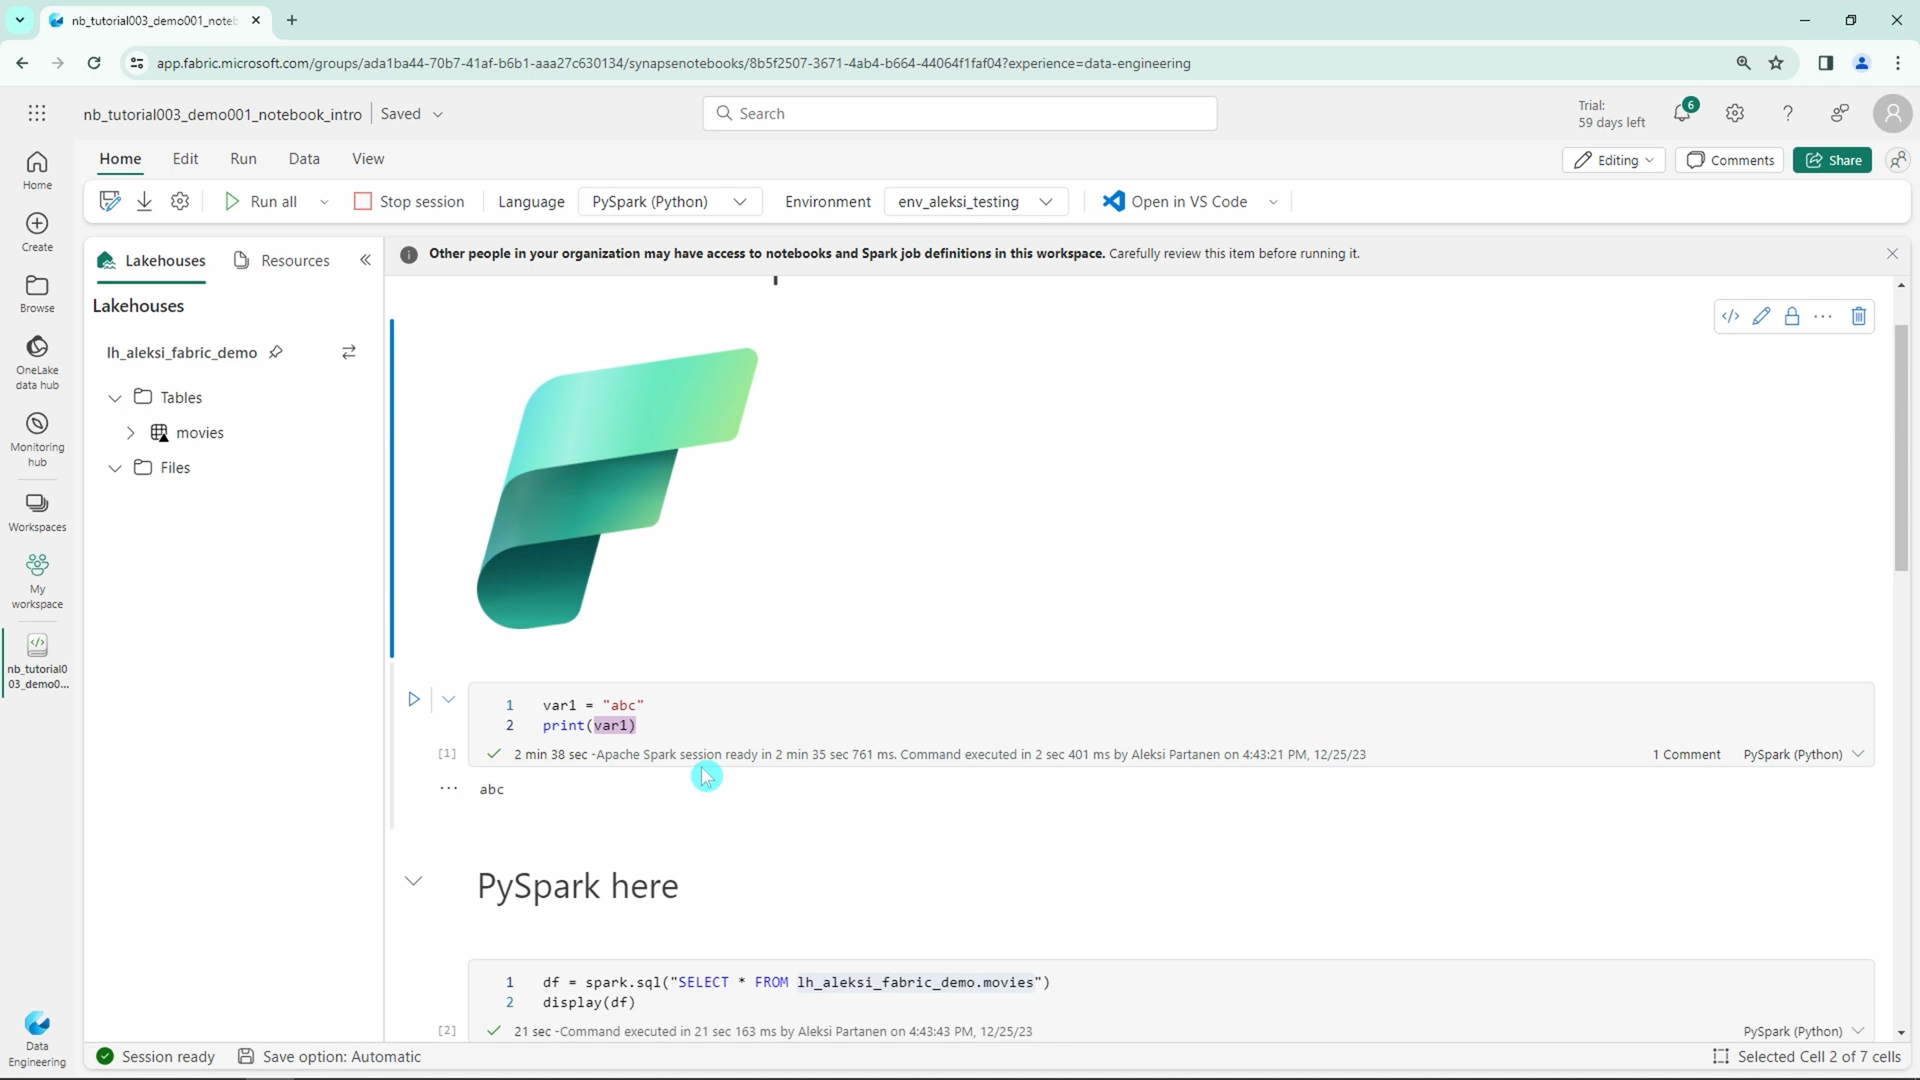 nb_tutorial003_demo001_noteb
app.fabric.microsoft.com/groups/ada1ba44-70b7-41af-b6b1-aaa27c630134/synapsenotebooks/8b5f2507-3671-4ab4-b664-44064f1faf04?experience=data-engineering
nb_tutorial003_demo001_notebook_intro
Saved
Search
Trial:
59 days left
6
Home Edit Run Data View
Editing
Comments
Share
Run all
Stop session
Language
PySpark (Python)
Environment
env_aleksi_testing
Open in VS Code
Home
Create
Browse
OneLake
data hub
Monitoring
hub
Workspaces
My
workspace
nb_tutorial0
03_demo0...
Data
Engineering
Lakehouses
Resources
Lakehouses
lh_aleksi_fabric_demo
Tables
movies
Files
Other people in your organization may have access to notebooks and Spark job definitions in this workspace. Carefully review this item before running it.
1 var1 = "abc"
2 print(var1)
[1]
2 min 38 sec -Apache Spark session ready in 2 min 35 sec 761 ms. Command executed in 2 sec 401 ms by Aleksi Partanen on 4:43:21 PM, 12/25/23
1 Comment
PySpark (Python)
abc
PySpark here
1 df = spark.sql("SELECT * FROM lh_aleksi_fabric_demo.movies")
2 display(df)
[2]
21 sec -Command executed in 21 sec 163 ms by Aleksi Partanen on 4:43:43 PM, 12/25/23
PySpark (Python)
Session ready
Save option: Automatic
Selected Cell 2 of 7 cells